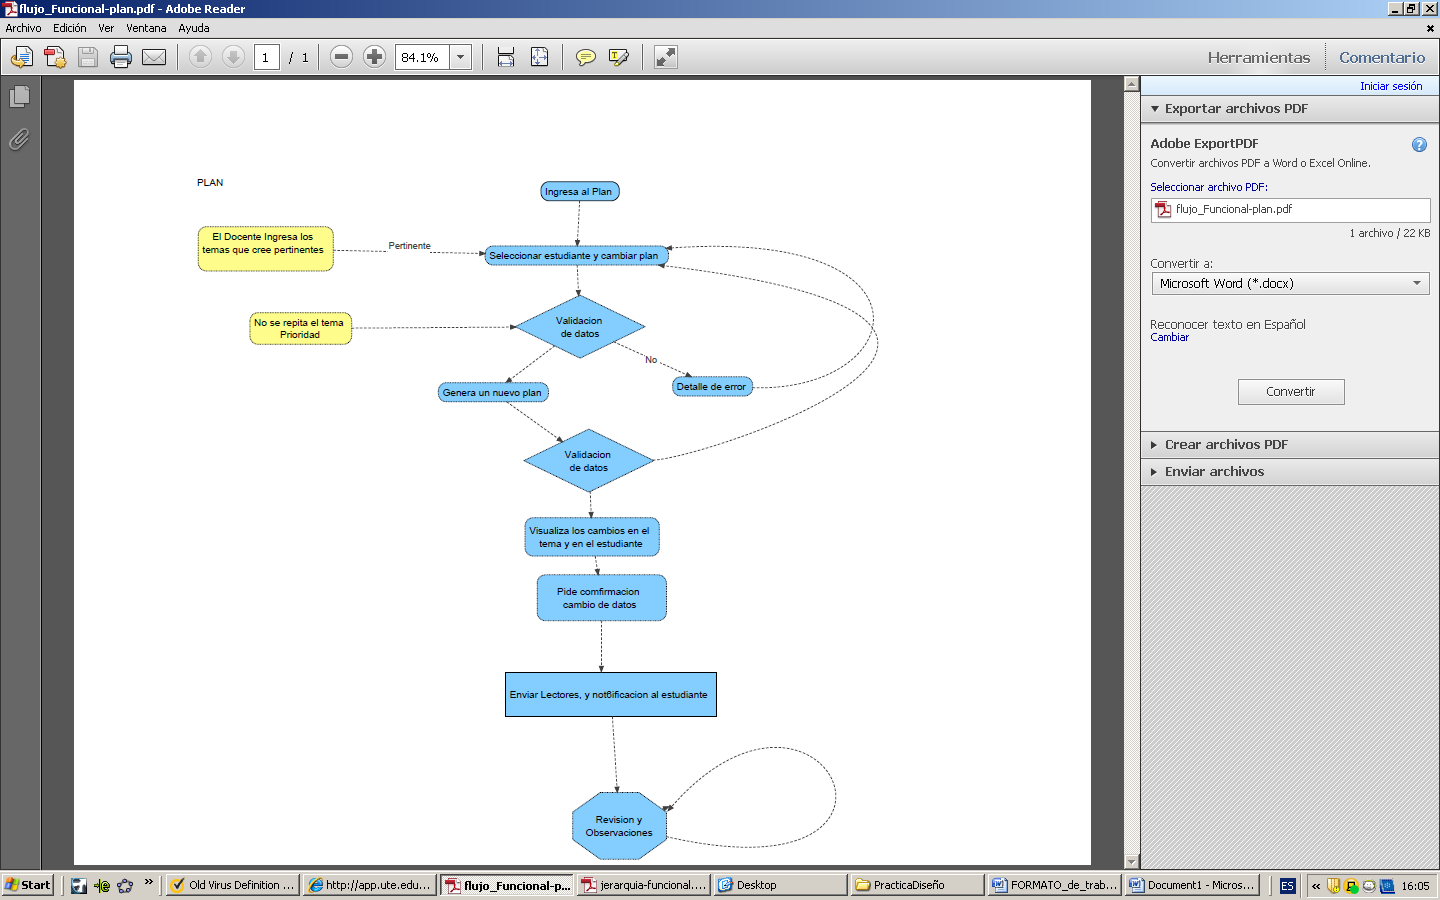 flujo_Funcional-plan.pdf - Adobe Reader
Archivo Edición Ver Ventana Ayuda
1 / 1 84.1% Herramientas Comentario
Iniciar sesión
Exportar archivos PDF
Adobe ExportPDF
Convertir archivos PDF a Word o Excel Online.
Seleccionar archivo PDF:
flujo_Funcional-plan.pdf
1 archivo / 22 KB
Convertir a:
Microsoft Word (*.docx)
Reconocer texto en Español
Cambiar
Convertir
Crear archivos PDF
Enviar archivos
PLAN
Ingresa al Plan
El Docente Ingresa los
temas que cree pertinentes
Pertinente
Seleccionar estudiante y cambiar plan
No se repita el tema
Prioridad
Validacion
de datos
No
Detalle de error
Genera un nuevo plan
Validacion
de datos
Visualiza los cambios en el
tema y en el estudiante
Pide comfirmacion
cambio de datos
Enviar Lectores, y not6ificacion al estudiante
Revision y
Observaciones
Start » Old Virus Definition ... http://app.ute.edu... flujo_Funcional-p... jerarquia-funcional.... Desktop PracticaDiseño FORMATO_de_trab... Document1 - Micros... ES « 16:05